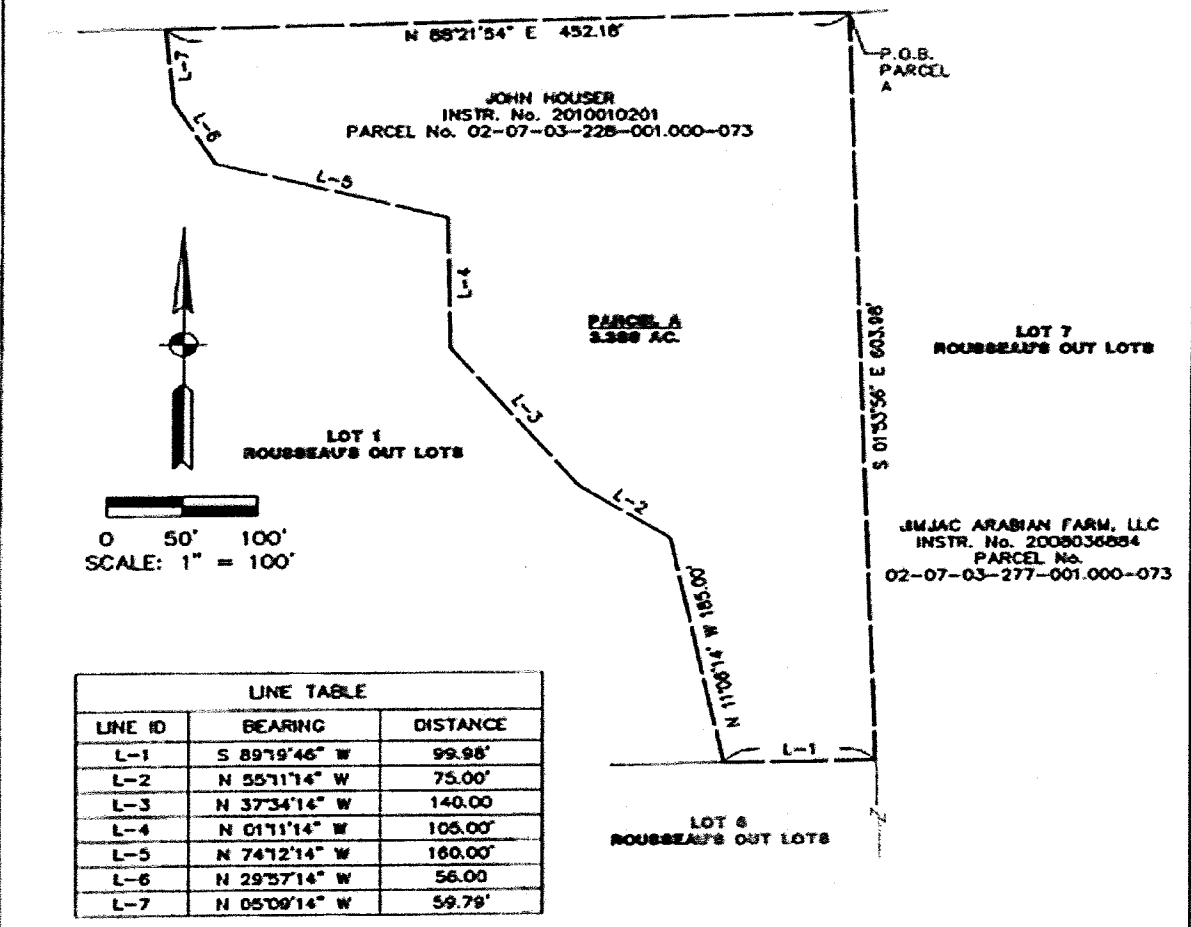 N 88°21'54" E 452.18'
P.O.B.
PARCEL
A
L-7
L-6
L-5
L-4
L-3
L-2
L-1
JOHN HOUSER
INSTR. No. 2010010201
PARCEL No. 02-07-03-228-001.000-073
PARCEL A
AC.
S 01°53'56" E 603.98'
LOT 7
ROUSSEAU'S OUT LOTS
LOT 1
ROUSSEAU'S OUT LOTS
0 50' 100'
SCALE: 1" = 100'
JIMJAC ARABIAN FARM, LLC
INSTR. No. 2008036884
PARCEL No.
02-07-03-277-001.000-073
N 11°06'14" W 185.00'
LOT 6
ROUSSEAU'S OUT LOTS
LINE TABLE
LINE ID BEARING DISTANCE
L-1 S 89°19'46" W 99.98'
L-2 N 55°11'14" W 75.00'
L-3 N 37°34'14" W 140.00
L-4 N 01°11'14" W 105.00'
L-5 N 74°12'14" W 160.00'
L-6 N 29°57'14" W 56.00
L-7 N 05°09'14" W 59.79'